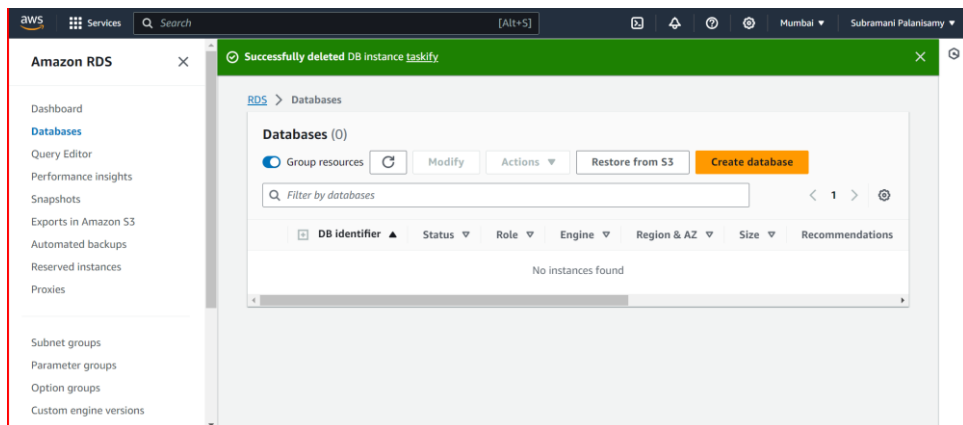 aws Services Search [Alt+S] Mumbai ▼ Subramani Palanisamy ▼
Amazon RDS
Dashboard
Databases
Query Editor
Performance insights
Snapshots
Exports in Amazon S3
Automated backups
Reserved instances
Proxies
Subnet groups
Parameter groups
Option groups
Custom engine versions
Successfully deleted DB instance taskify
RDS > Databases
Databases (0)
Group resources Modify Actions ▼ Restore from S3 Create database
Filter by databases < 1 >
DB identifier ▲ Status ▽ Role ▽ Engine ▽ Region & AZ ▽ Size ▽ Recommendations
No instances found